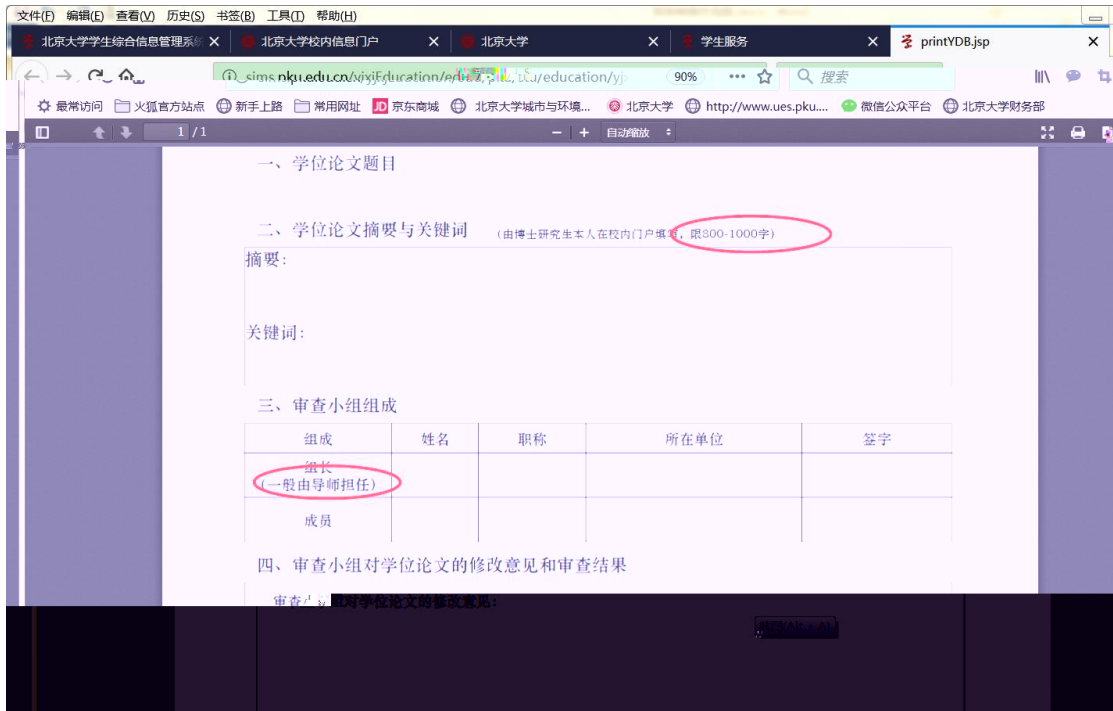 文件(F) 编辑(E) 查看(V) 历史(S) 书签(B) 工具(T) 帮助(H)
北京大学学生综合信息管理系 北京大学校内信息门户 北京大学 学生服务 printYDB.jsp
90% 搜索
最常访问 火狐官方站点 新手上路 常用网址 JD 京东商城 北京大学城市与环境... 北京大学 http://www.ues.pku.... 微信公众平台 北京大学财务部
1 / 1 自动缩放
一、学位论文题目
二、学位论文摘要与关键词 (由博士研究生本人在校内门户填写，限800-1000字)
摘要：
关键词：
三、审查小组组成
组成 姓名 职称 所在单位 签字
组长
(一般由导师担任)
成员
四、审查小组对学位论文的修改意见和审查结果
审查小组对学位论文的修改意见：